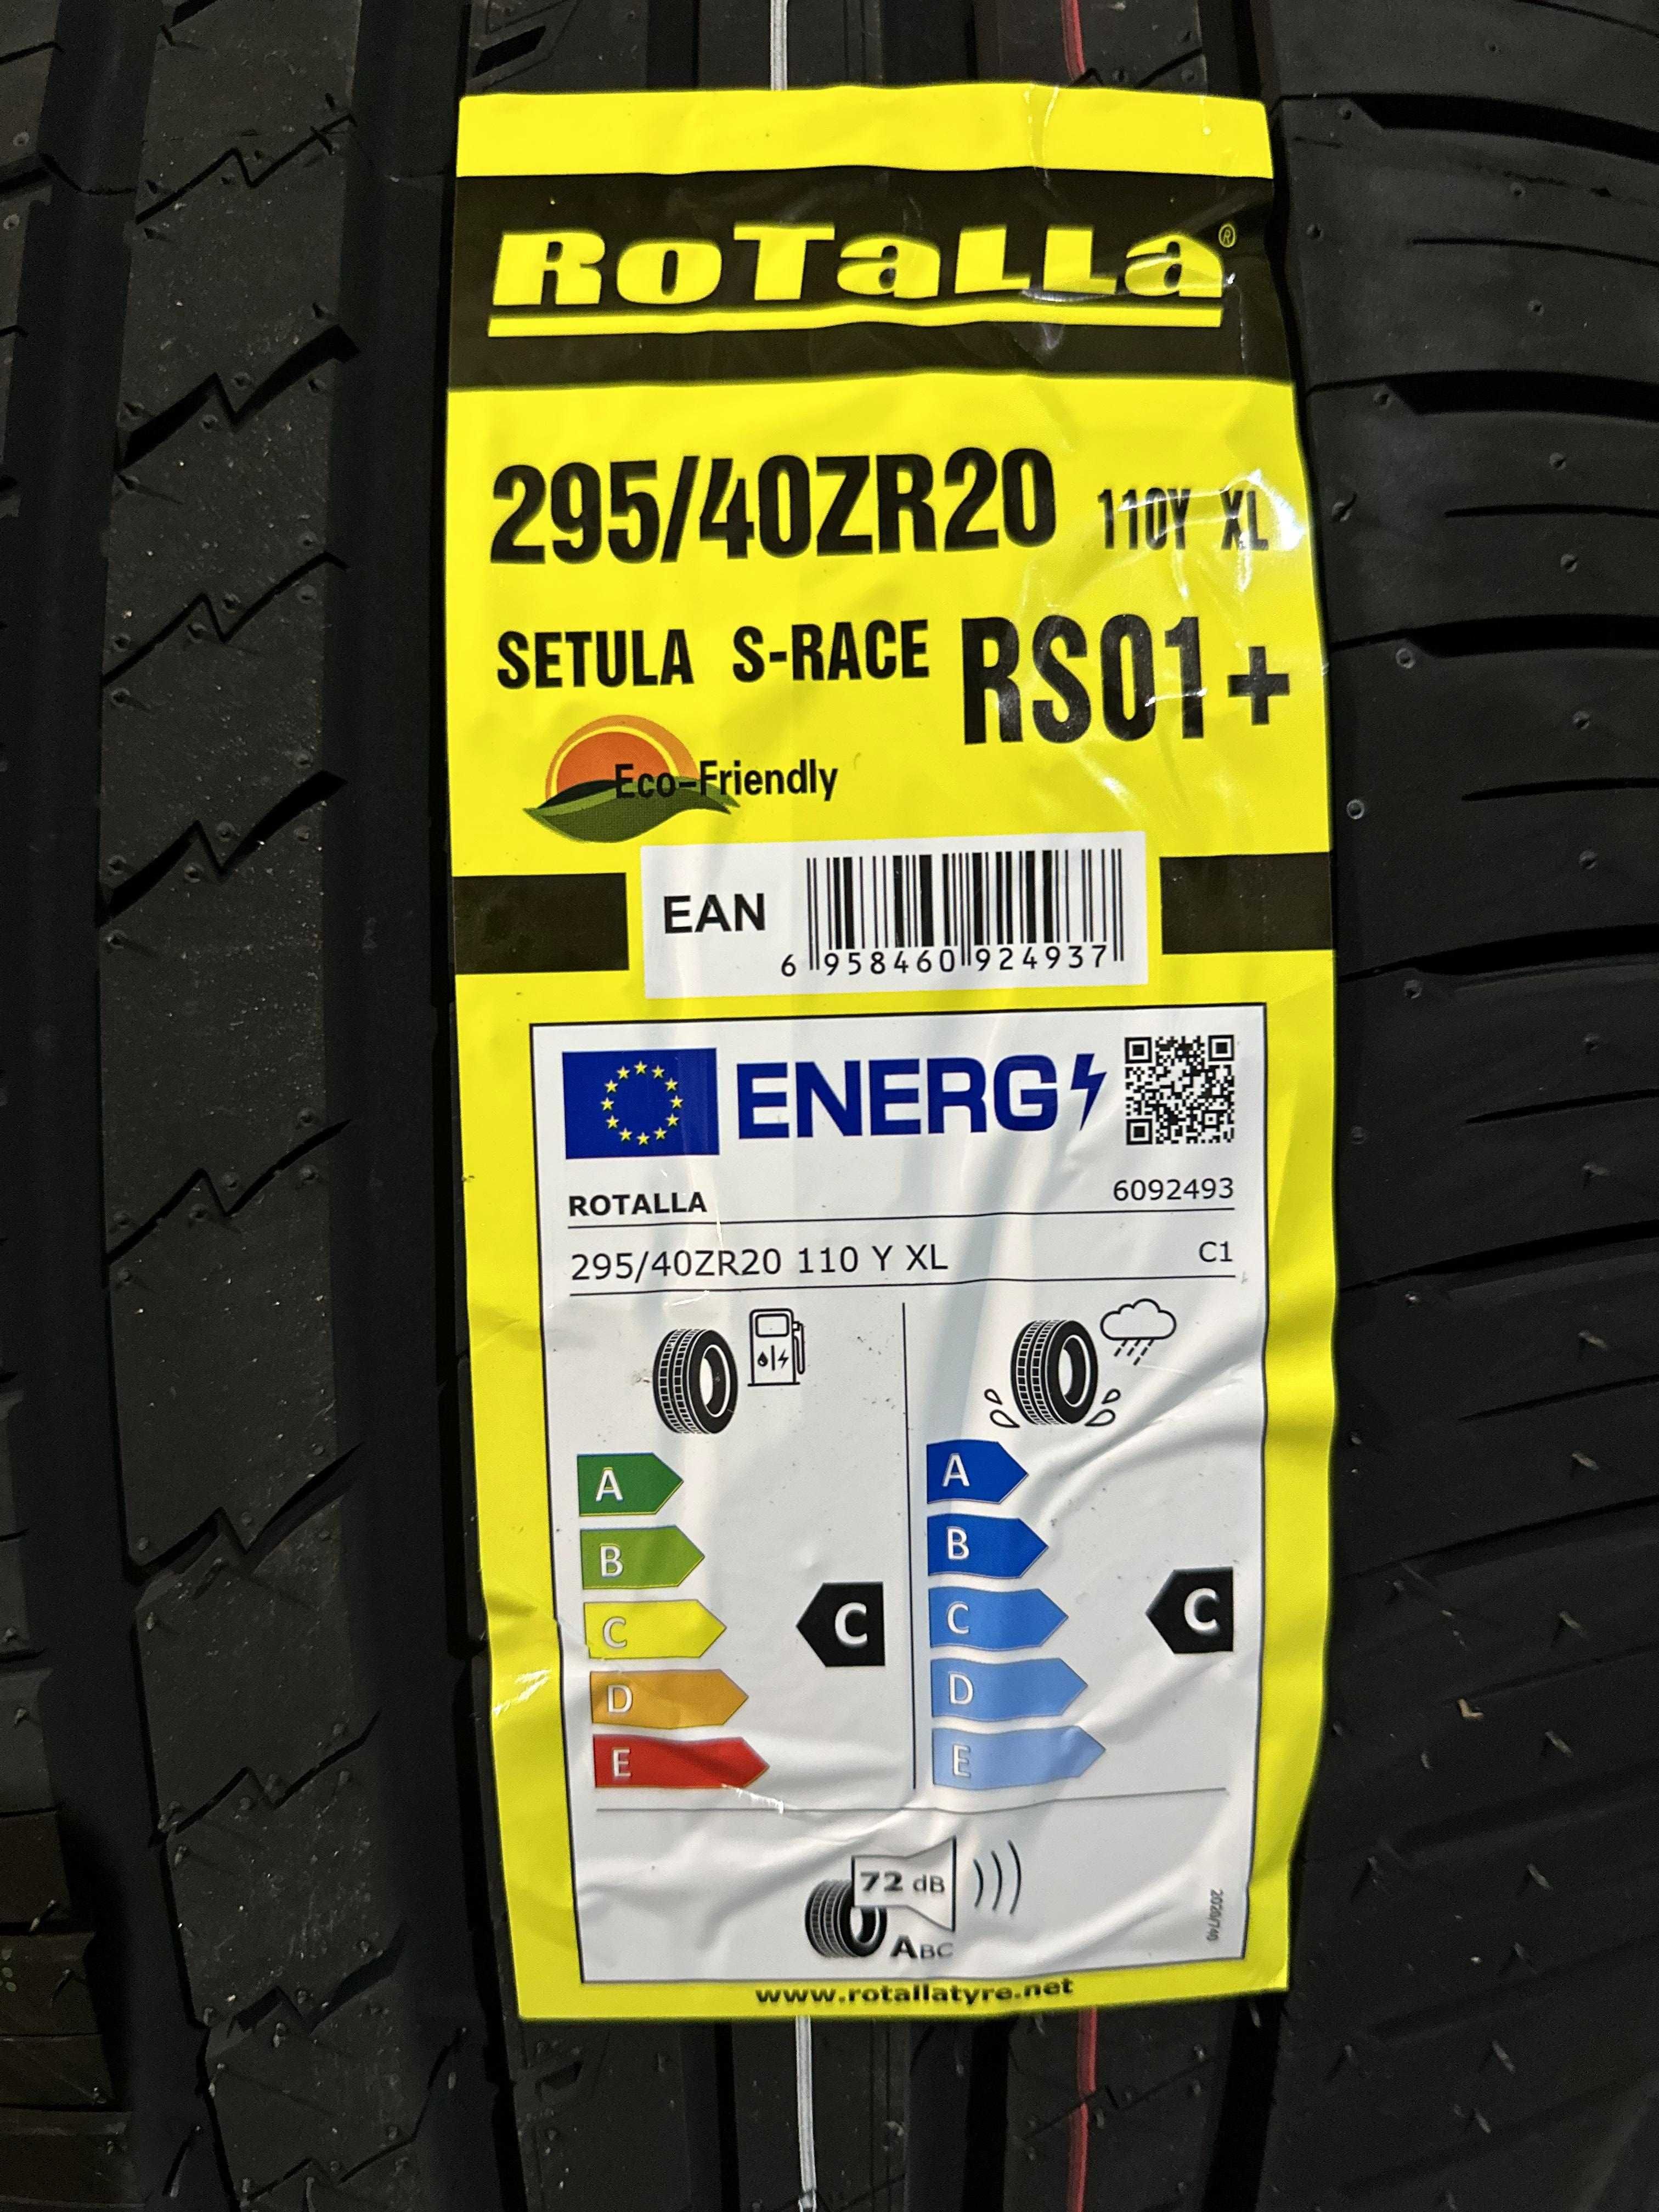 RoTaLLa®
295/40ZR20 110Y XL
SETULA S-RACE RS01+
Eco-Friendly
EAN
6 958460 924937
ENERG
ROTALLA 6092493
295/40ZR20 110 Y XL C1
A A
B B
C C C C
D D
E E
72 dB
ABC
2020/740
www.rotallatyre.net